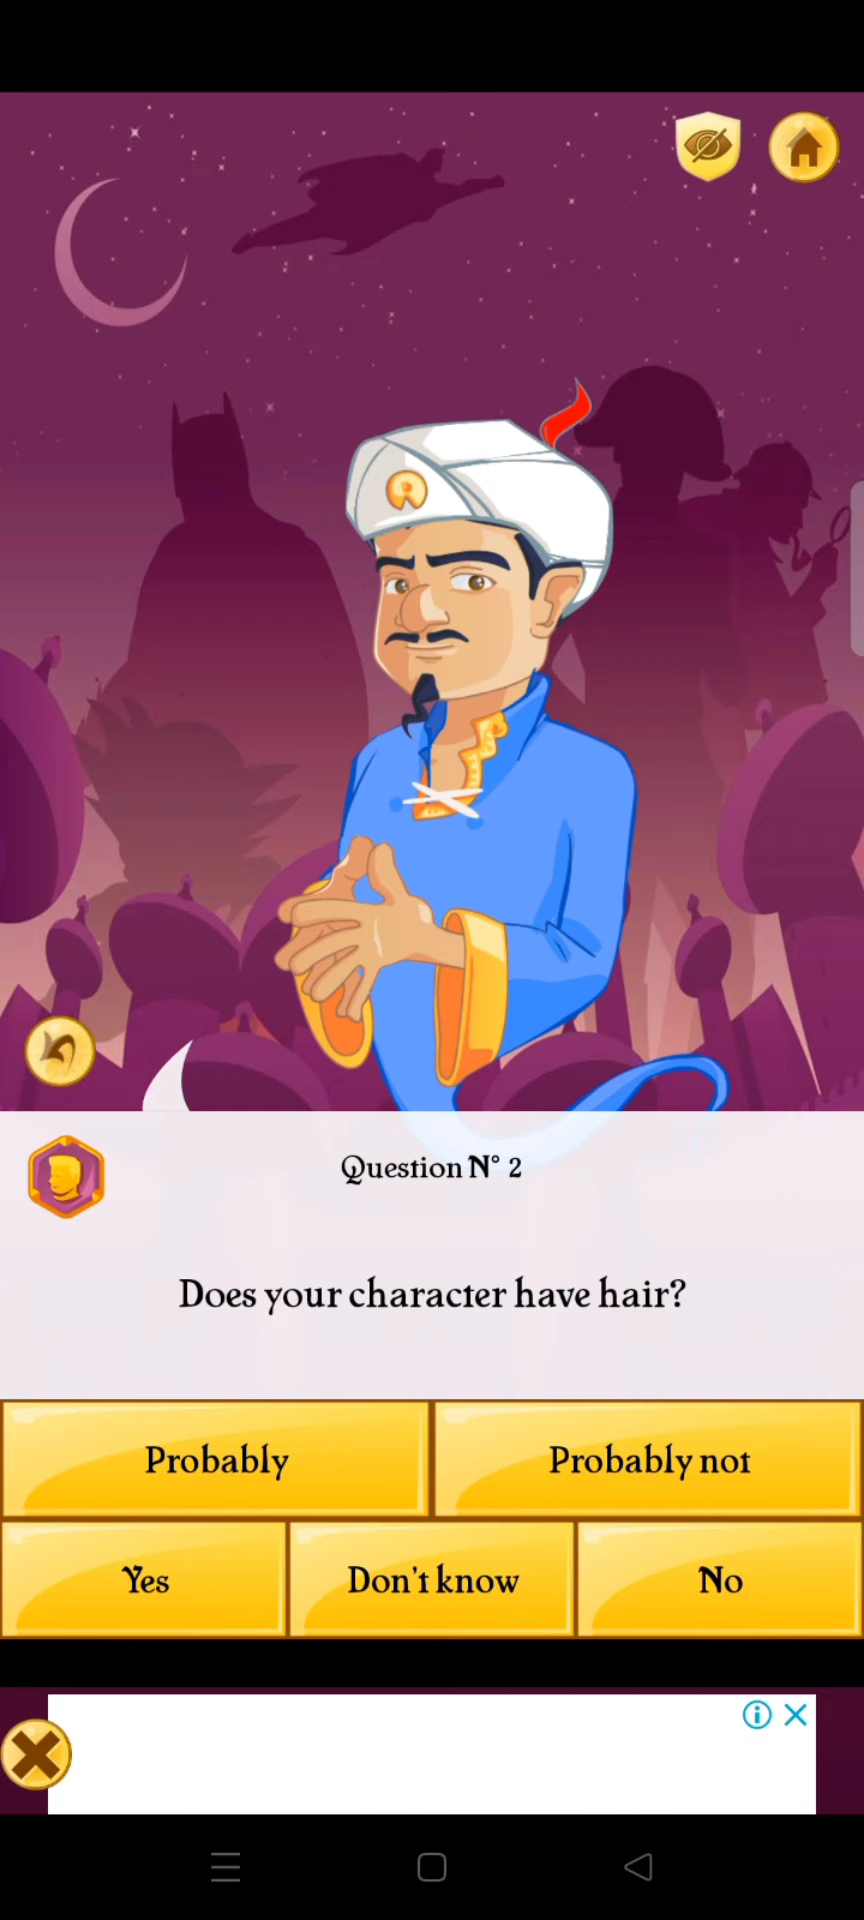 Question N° 2
Does your character have hair?
Probably
Probably not
Yes
Don't know
No